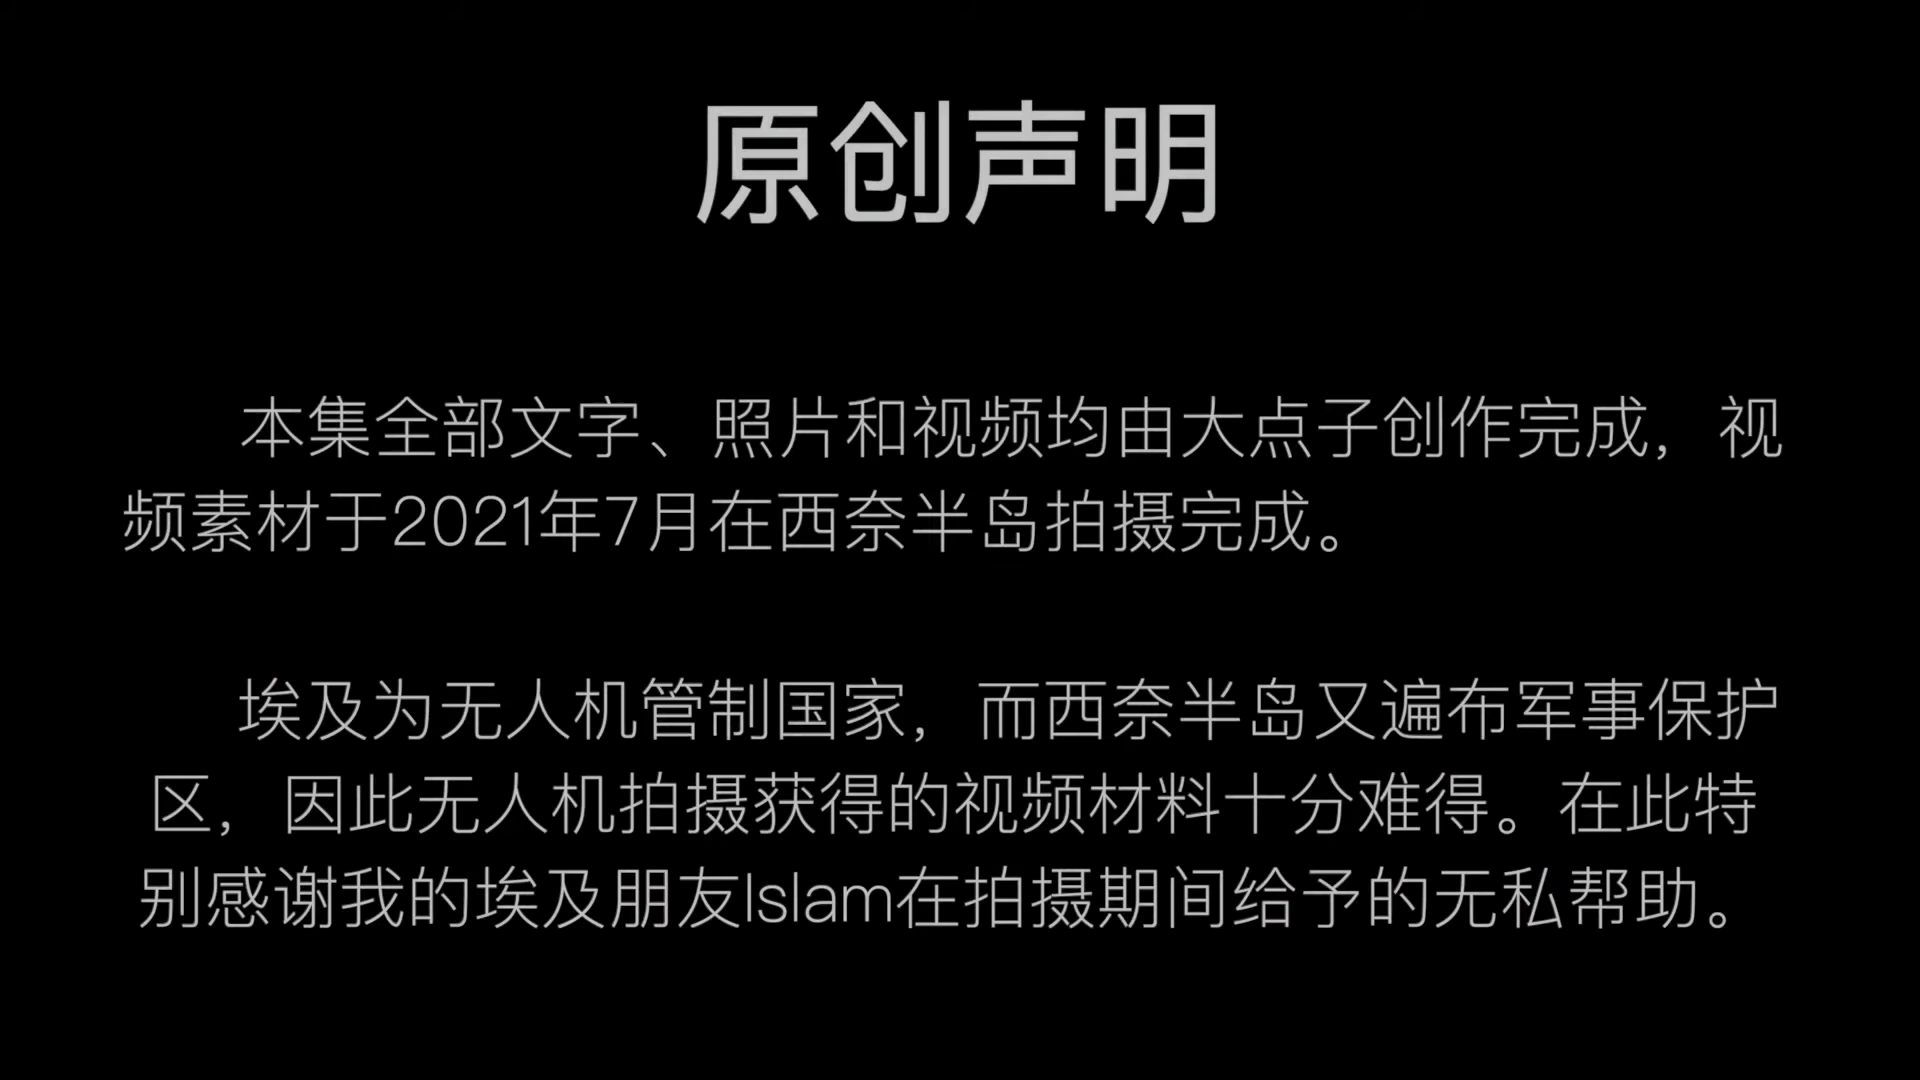 原创声明
本集全部文字、照片和视频均由大点子创作完成，视
频素材于2021年7月在西奈半岛拍摄完成。
埃及为无人机管制国家，而西奈半岛又遍布军事保护
区，因此无人机拍摄获得的视频材料十分难得。在此特
别感谢我的埃及朋友Islam在拍摄期间给予的无私帮助。